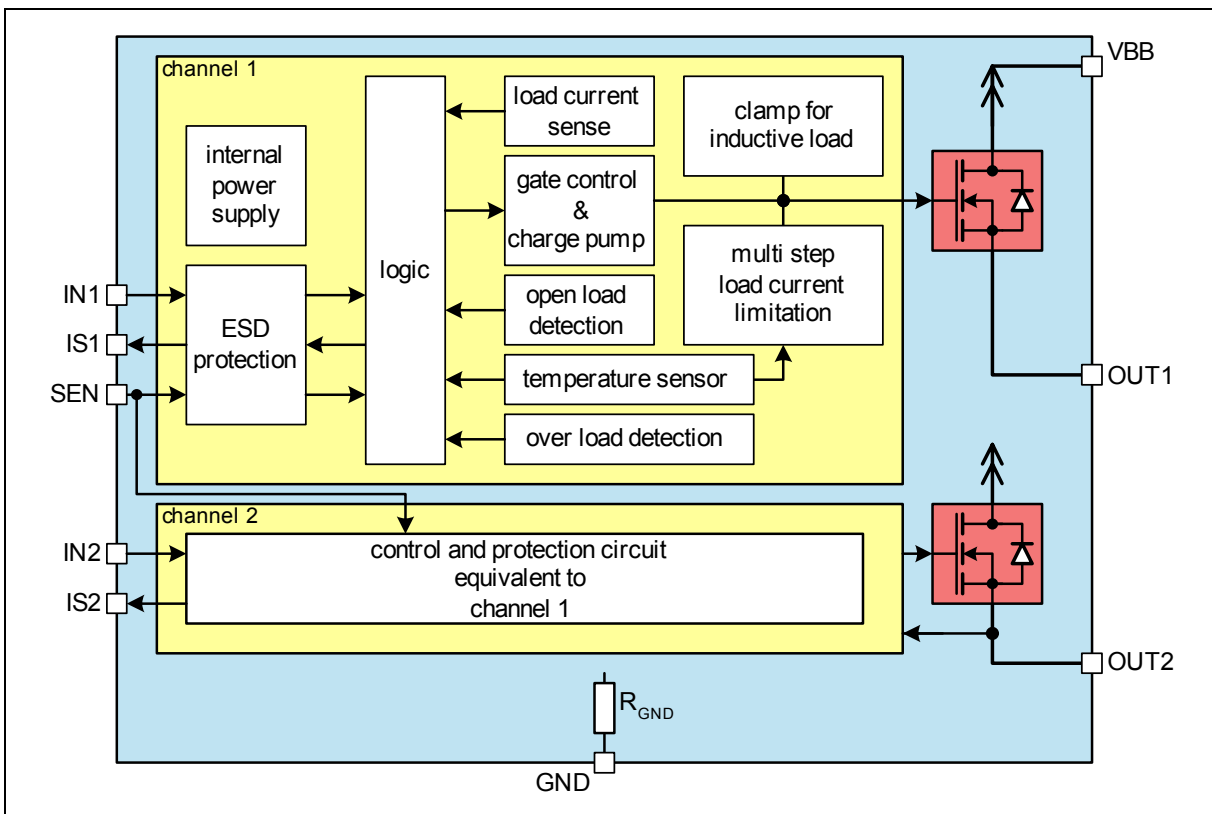 channel 1
VBB
internal
power
supply
load current
sense
clamp for
inductive load
gate control
&
charge pump
logic
multi step
load current
limitation
open load
detection
temperature sensor
over load detection
IN1
IS1
SEN
ESD
protection
OUT1
channel 2
IN2
IS2
control and protection circuit
equivalent to
channel 1
OUT2
RGND
GND